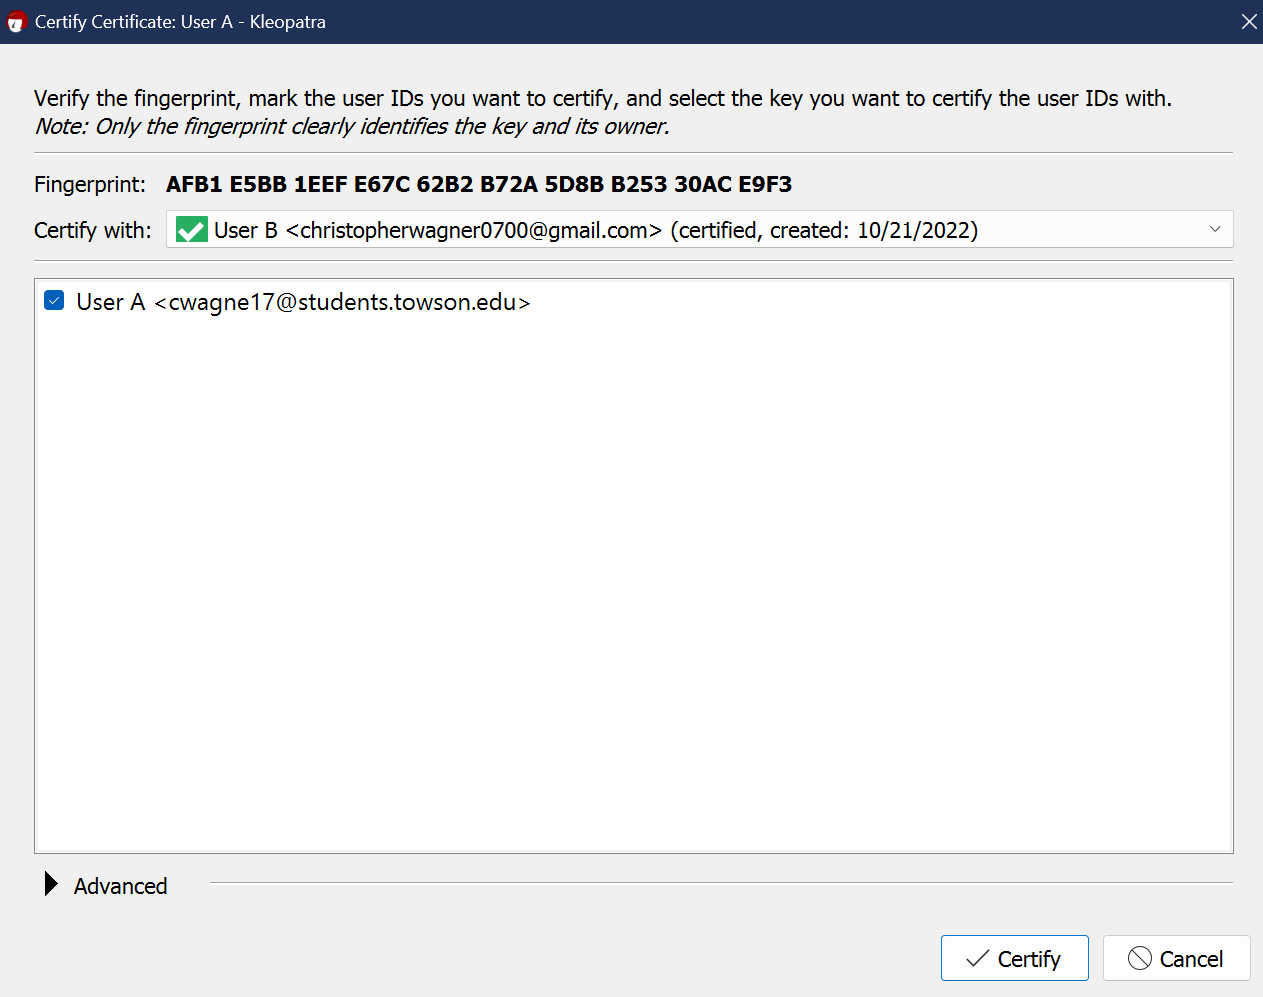 Certify Certificate: User A - Kleopatra
Verify the fingerprint, mark the user IDs you want to certify, and select the key you want to certify the user IDs with.
Note: Only the fingerprint clearly identifies the key and its owner.
Fingerprint: AFB1 E5BB 1EEF E67C 62B2 B72A 5D8B B253 30AC E9F3
Certify with: User B <christopherwagner0700@gmail.com> (certified, created: 10/21/2022)
User A <cwagne17@students.towson.edu>
Advanced
Certify Cancel